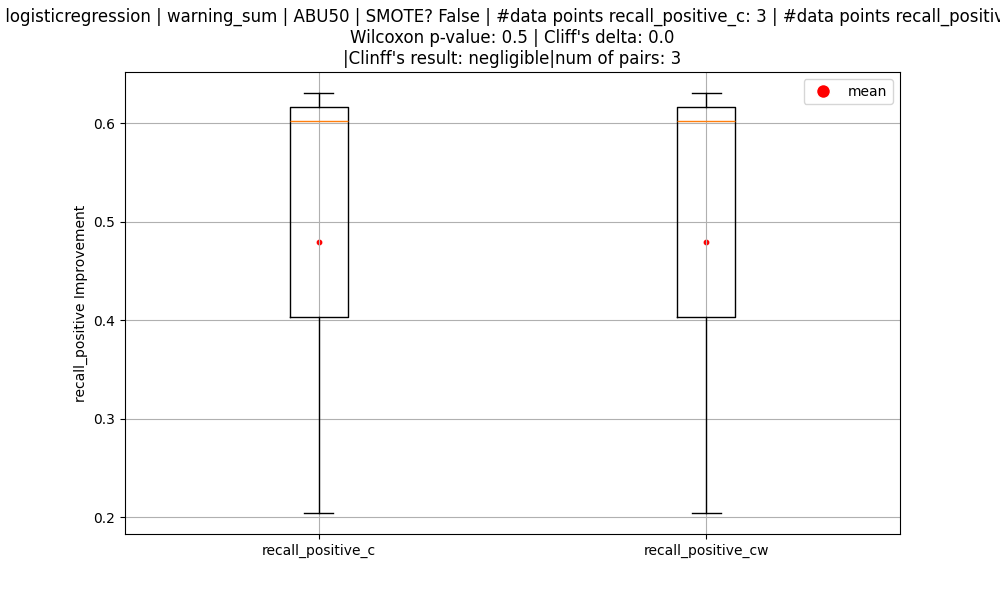 logisticregression | warning_sum | ABU50 | SMOTE? False | #data points recall_positive_c: 3 | #data points
Wilcoxon p-value: 0.5 | Cliff's delta: 0.0
|Clinff's result: negligible|num of pairs: 3
mean
0.6
0.5
0.4
0.3
0.2
recall_positive Improvement
recall_positive_c
recall_positive_cw